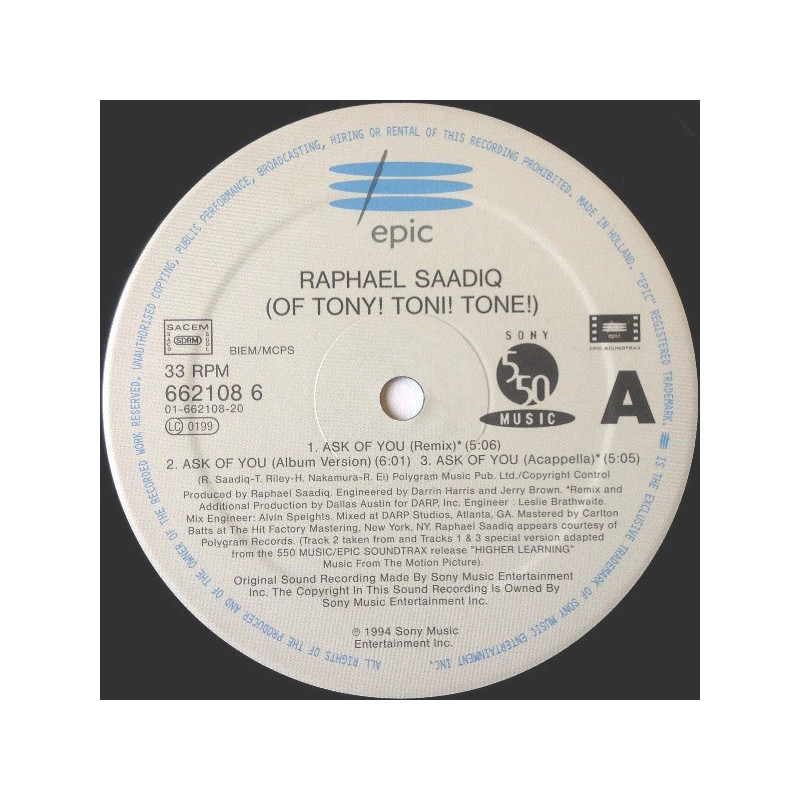 epic
RAPHAEL SAADIQ
(OF TONY! TONI! TONE!)
SACEM
SACD
SDRM
SGDL
BIEM/MCPS
33 RPM
662108 6
01-662108-20
LC 0199
SONY
550
MUSIC
epic
EPIC SOUNDTRAX
A
1. ASK OF YOU (Remix)* (5:06)
2. ASK OF YOU (Album Version) (6:01) 3. ASK OF YOU (Acappella)* (5:05)
(R. Saadiq-T. Riley-H. Nakamura-R. Ei) Polygram Music Pub. Ltd./Copyright Control
Produced by Raphael Saadiq. Engineered by Darrin Harris and Jerry Brown. *Remix and
Additional Production by Dallas Austin for DARP, Inc. Engineer : Leslie Brathwaite.
Mix Engineer: Alvin Speights. Mixed at DARP Studios, Atlanta, GA. Mastered by Carlton
Batts at The Hit Factory Mastering, New York, NY. Raphael Saadiq appears courtesy of
Polygram Records. (Track 2 taken from and Tracks 1 & 3 special version adapted
from the 550 MUSIC/EPIC SOUNDTRAX release "HIGHER LEARNING"
Music From The Motion Picture).
Original Sound Recording Made By Sony Music Entertainment
Inc. The Copyright In This Sound Recording Is Owned By
Sony Music Entertainment Inc.
℗ 1994 Sony Music
Entertainment Inc.
ALL RIGHTS OF THE PRODUCER AND OF THE OWNER OF THE RECORDED WORK RESERVED. UNAUTHORISED COPYING, PUBLIC PERFORMANCE, BROADCASTING, HIRING OR RENTAL OF THIS RECORDING PROHIBITED. MADE IN HOLLAND. "EPIC" REGISTERED TRADEMARK. IS THE EXCLUSIVE TRADEMARK OF SONY MUSIC ENTERTAINMENT INC.